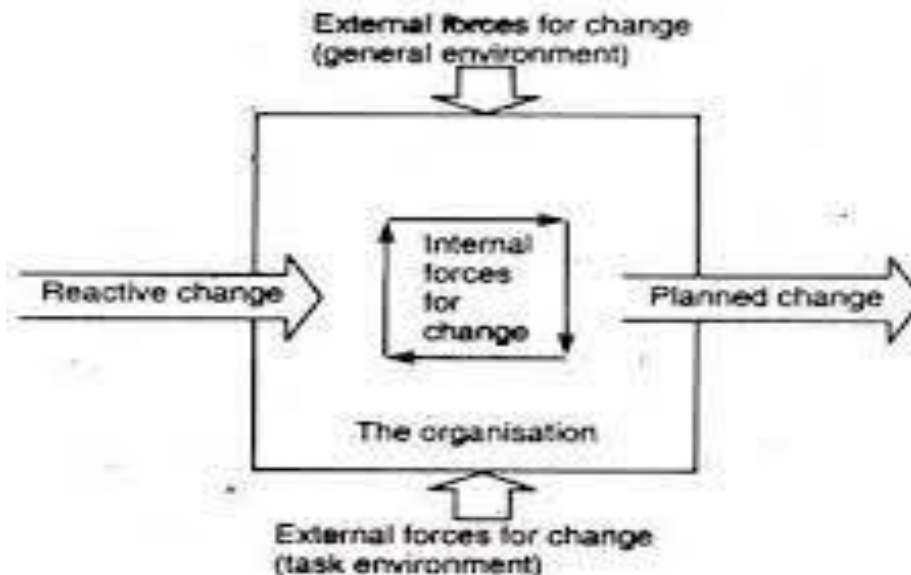 External forces for change
(general environment)
Internal
forces
for
change
Reactive change
Planned change
The organisation
External forces for change
(task environment)